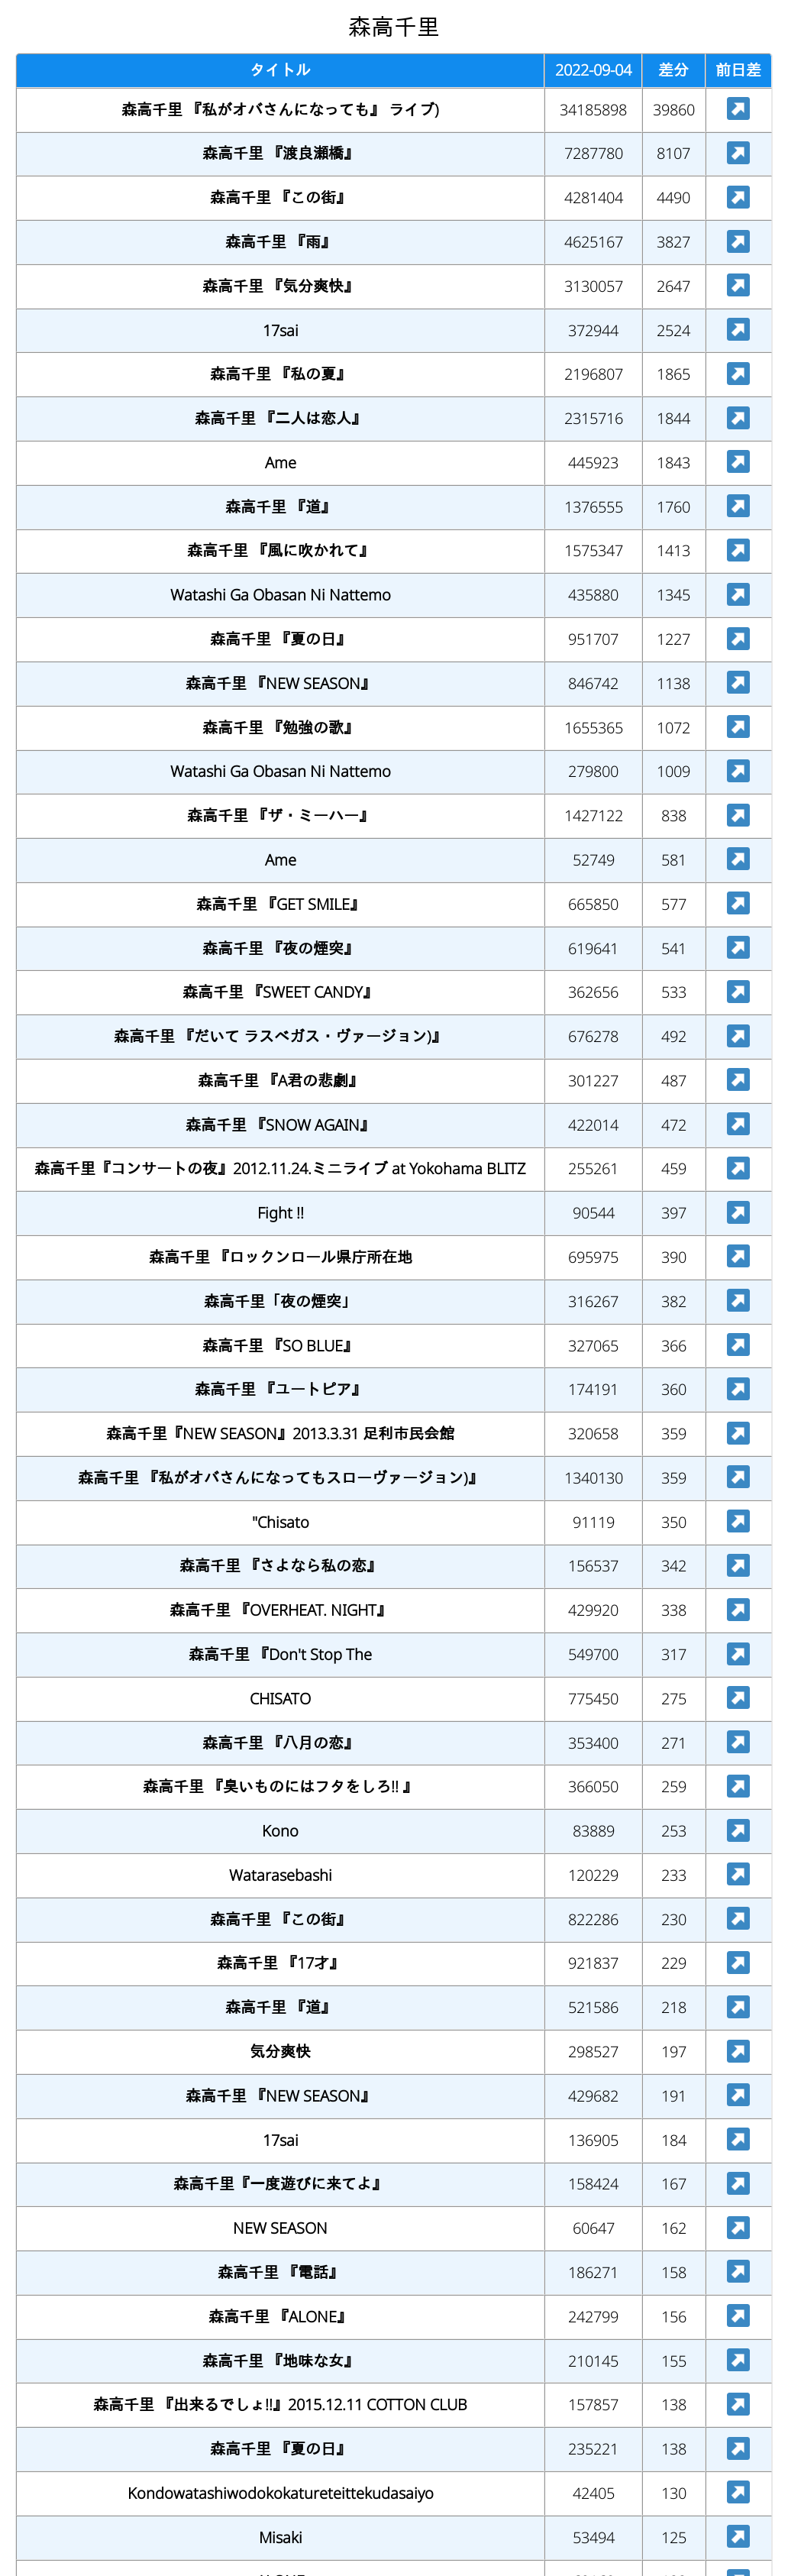 森高千里
タイトル 2022-09-04 差分 前日差
森高千里 『私がオバさんになっても』 ライブ) 34185898 39860
森高千里 『渡良瀬橋』 7287780 8107
森高千里 『この街』 4281404 4490
森高千里 『雨』 4625167 3827
森高千里 『気分爽快』 3130057 2647
17sai 372944 2524
森高千里 『私の夏』 2196807 1865
森高千里 『二人は恋人』 2315716 1844
Ame 445923 1843
森高千里 『道』 1376555 1760
森高千里 『風に吹かれて』 1575347 1413
Watashi Ga Obasan Ni Nattemo 435880 1345
森高千里 『夏の日』 951707 1227
森高千里 『NEW SEASON』 846742 1138
森高千里 『勉強の歌』 1655365 1072
Watashi Ga Obasan Ni Nattemo 279800 1009
森高千里 『ザ・ミーハー』 1427122 838
Ame 52749 581
森高千里 『GET SMILE』 665850 577
森高千里 『夜の煙突』 619641 541
森高千里 『SWEET CANDY』 362656 533
森高千里 『だいて ラスベガス・ヴァージョン)』 676278 492
森高千里 『A君の悲劇』 301227 487
森高千里 『SNOW AGAIN』 422014 472
森高千里『コンサートの夜』2012.11.24.ミニライブ at Yokohama BLITZ 255261 459
Fight !! 90544 397
森高千里 『ロックンロール県庁所在地 695975 390
森高千里「夜の煙突」 316267 382
森高千里 『SO BLUE』 327065 366
森高千里 『ユートピア』 174191 360
森高千里『NEW SEASON』2013.3.31 足利市民会館 320658 359
森高千里 『私がオバさんになってもスローヴァージョン)』 1340130 359
"Chisato 91119 350
森高千里 『さよなら私の恋』 156537 342
森高千里 『OVERHEAT. NIGHT』 429920 338
森高千里 『Don't Stop The 549700 317
CHISATO 775450 275
森高千里 『八月の恋』 353400 271
森高千里 『臭いものにはフタをしろ!! 』 366050 259
Kono 83889 253
Watarasebashi 120229 233
森高千里 『この街』 822286 230
森高千里 『17才』 921837 229
森高千里 『道』 521586 218
気分爽快 298527 197
森高千里 『NEW SEASON』 429682 191
17sai 136905 184
森高千里『一度遊びに来てよ』 158424 167
NEW SEASON 60647 162
森高千里 『電話』 186271 158
森高千里 『ALONE』 242799 156
森高千里 『地味な女』 210145 155
森高千里 『出来るでしょ!!』2015.12.11 COTTON CLUB 157857 138
森高千里 『夏の日』 235221 138
Kondowatashiwodokokatureteittekudasaiyo 42405 130
Misaki 53494 125